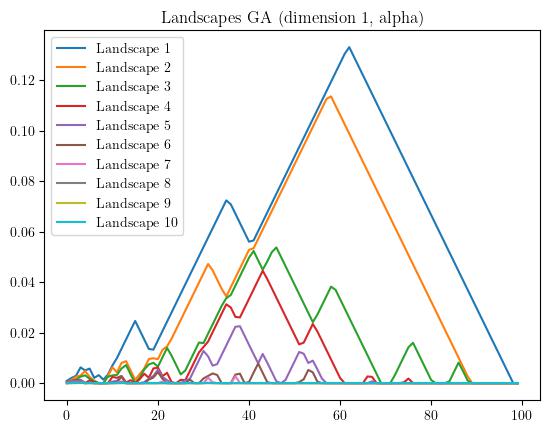 Landscapes GA (dimension 1, alpha)
Landscape 1
Landscape 2
Landscape 3
Landscape 4
Landscape 5
Landscape 6
Landscape 7
Landscape 8
Landscape 9
Landscape 10
0.12
0.10
0.08
0.06
0.04
0.02
0.00
0 20 40 60 80 100